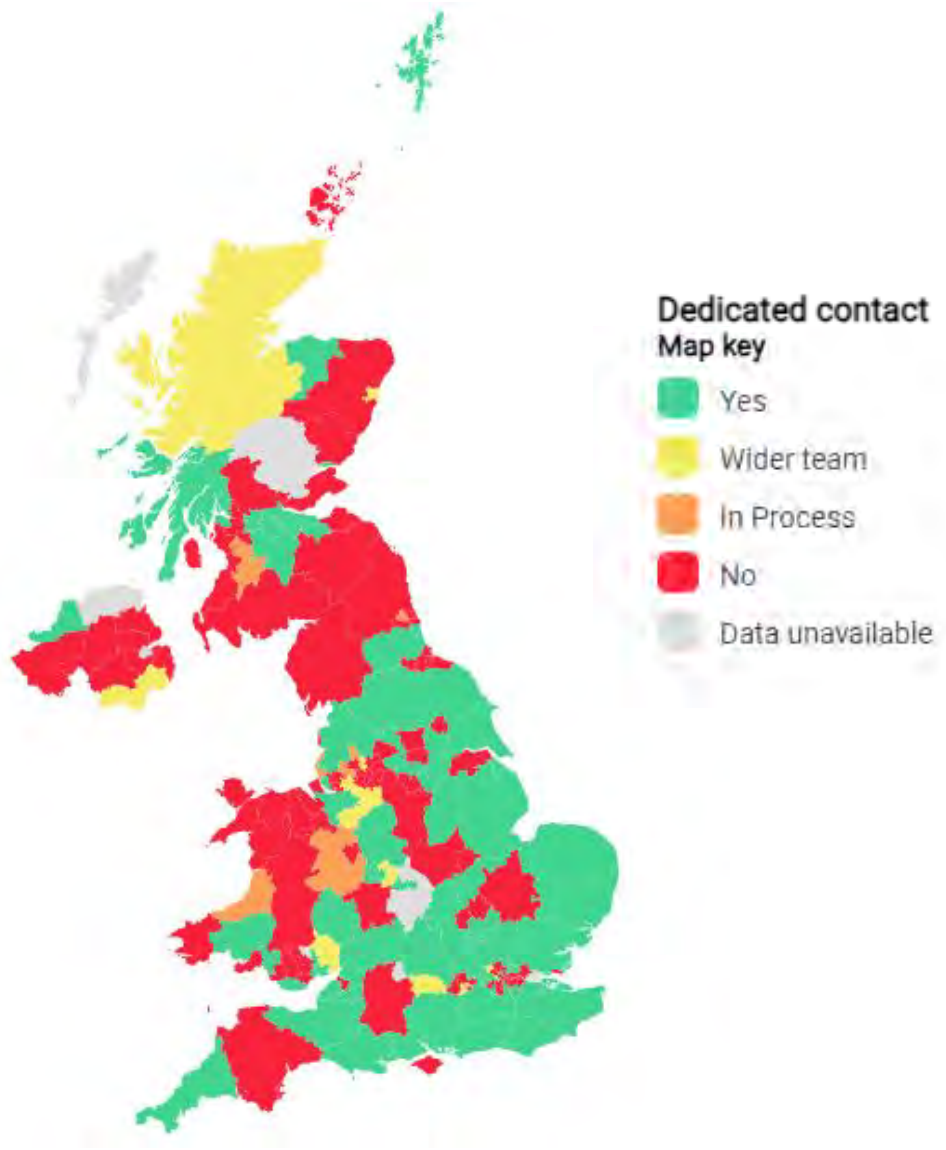 Dedicated contact
Map key
Yes
Wider team
In Process
No
Data unavailable